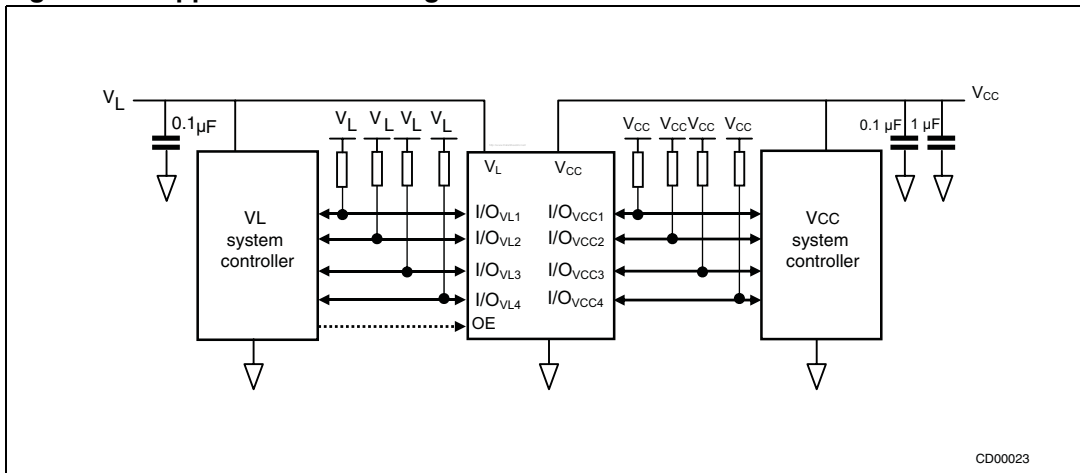 V_L
V_CC
0.1µF
V_L V_L V_L V_L
V_CC V_CC V_CC V_CC
0.1 µF 1 µF
VL
system
controller
V_L V_CC
I/O_VL1 I/O_VCC1
I/O_VL2 I/O_VCC2
I/O_VL3 I/O_VCC3
I/O_VL4 I/O_VCC4
OE
VCC
system
controller
CD00023